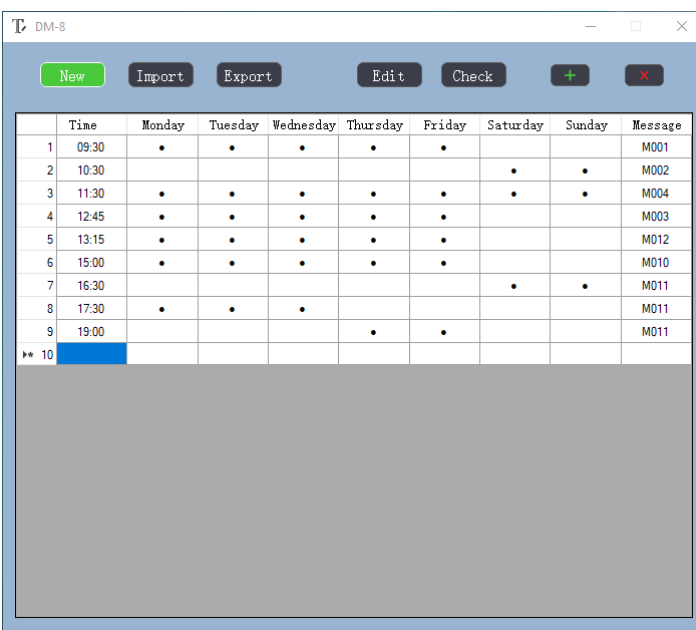 DM-8
New Import Export Edit Check + ×
Time Monday Tuesday Wednesday Thursday Friday Saturday Sunday Message
1 09:30 • • • • • M001
2 10:30 • • M002
3 11:30 • • • • • • • M004
4 12:45 • • • • • M003
5 13:15 • • • • • M012
6 15:00 • • • • • M010
7 16:30 • • M011
8 17:30 • • • M011
9 19:00 • • M011
10